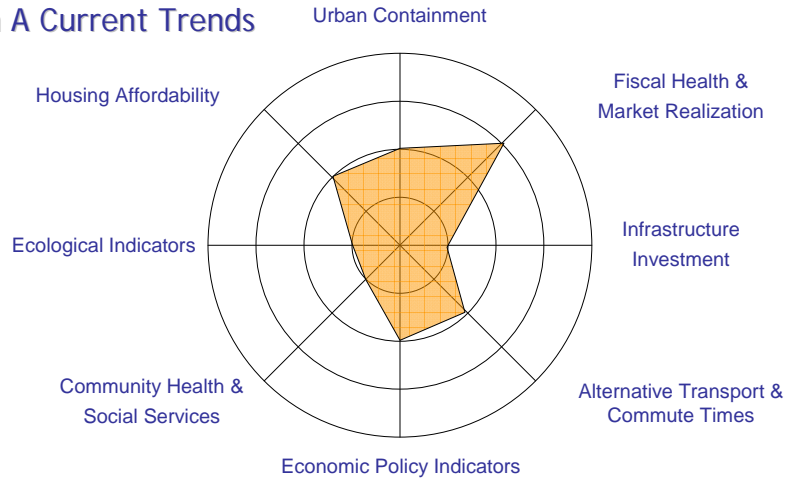 A Current Trends
Urban Containment
Fiscal Health &
Market Realization
Housing Affordability
Ecological Indicators
Infrastructure
Investment
Community Health &
Social Services
Alternative Transport &
Commute Times
Economic Policy Indicators